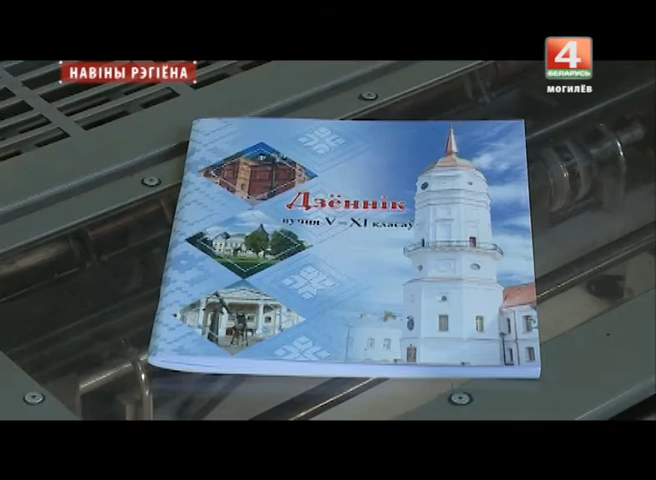 НАВІНЫ РЭГІЁНА
4
БЕЛАРУСЬ
МОГИЛЁВ
Дзённік
вучня V – XI класаў